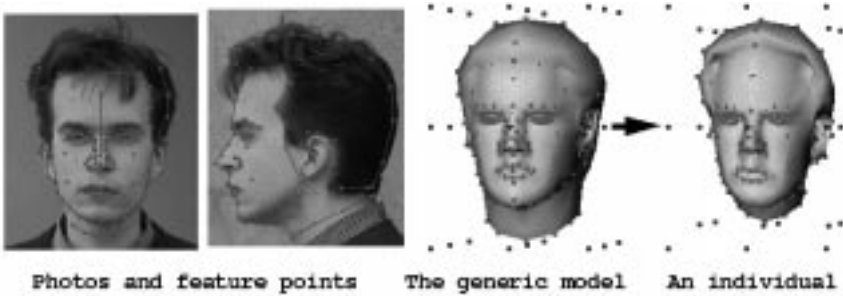 Photos and feature points
The generic model
An individual